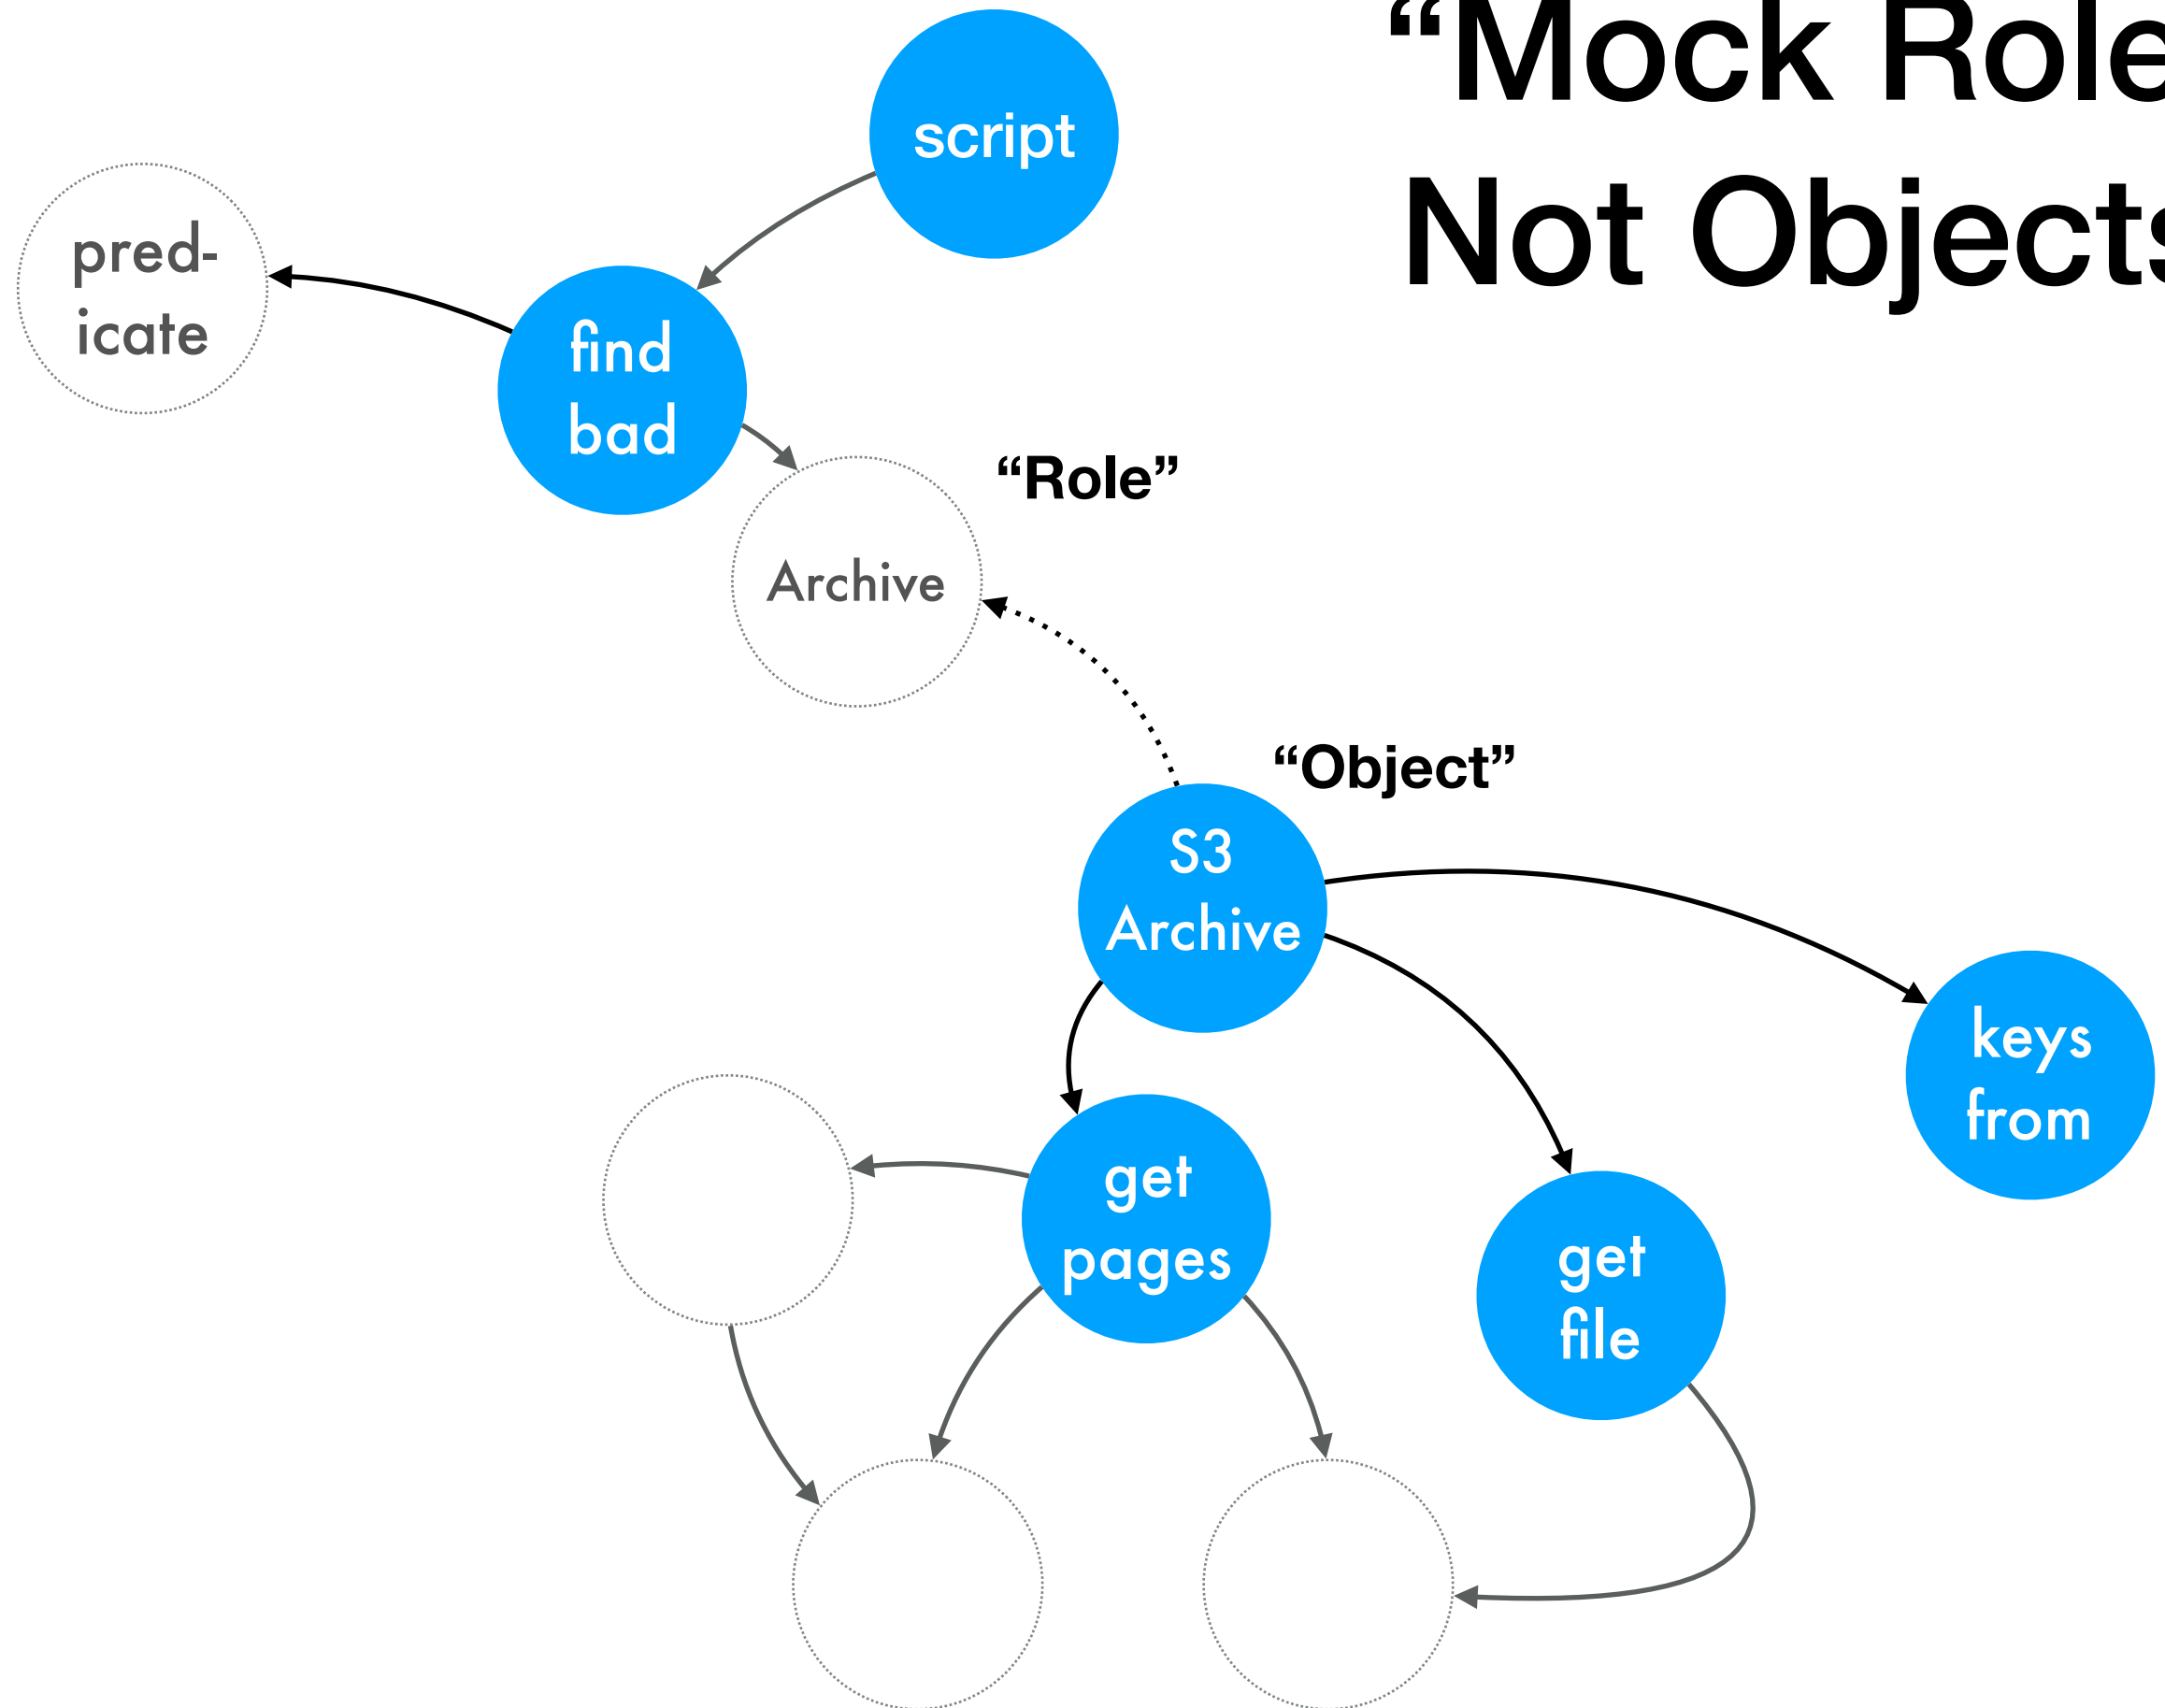 “Mock Role
Not Objects
script
pred-
icate
find
bad
“Role”
Archive
“Object”
S3
Archive
keys
from
get
pages
get
file